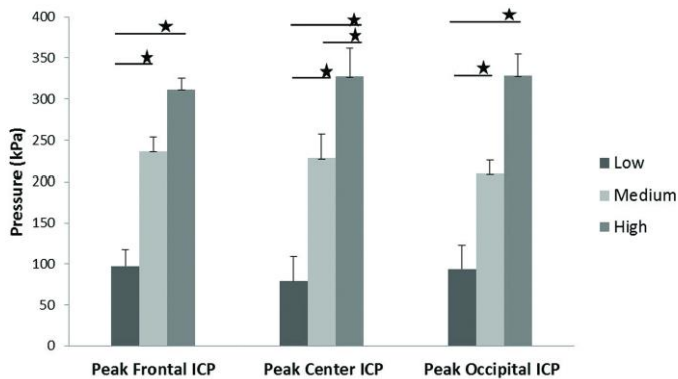 400
350
300
250
200
150
100
50
0
Pressure (kPa)
Peak Frontal ICP
Peak Center ICP
Peak Occipital ICP
Low
Medium
High